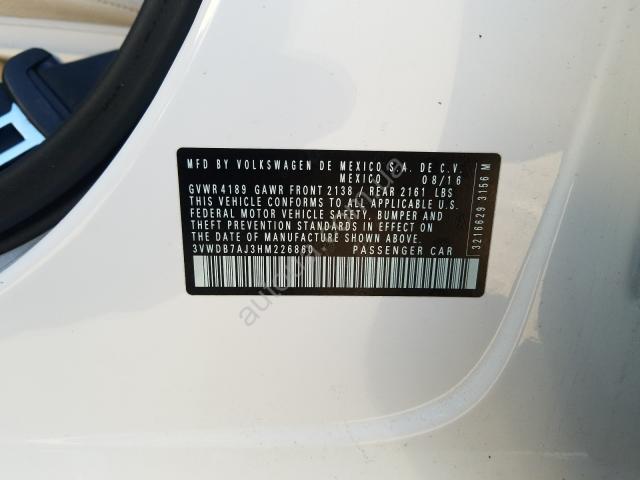 MFD BY VOLKSWAGEN DE MEXICO S.A. DE C.V.
MEXICO 08/16
GVWR 4189 GAWR FRONT 2138 REAR 2161 LBS
THIS VEHICLE CONFORMS TO ALL APPLICABLE U.S.
FEDERAL MOTOR VEHICLE SAFETY, BUMPER AND
THEFT PREVENTION STANDARDS IN EFFECT ON THE
DATE OF MANUFACTURE SHOWN ABOVE.
3VWDB7AJ3HM226860 PASSENGER CAR
3216629 3156 M